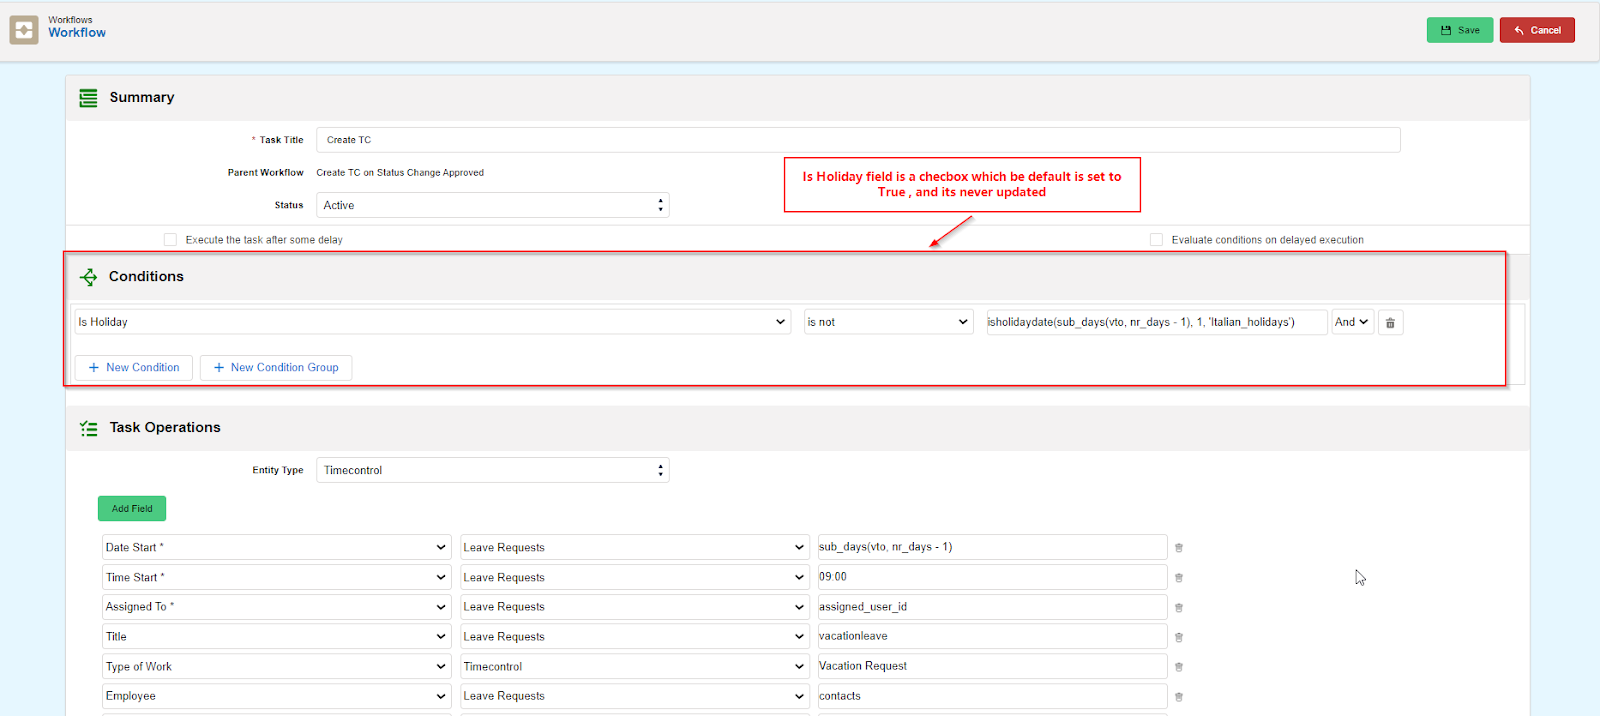 Workflows
Workflow
Save
Cancel
Summary
* Task Title
Create TC
Parent Workflow
Create TC on Status Change Approved
Is Holiday field is a checbox which be default is set to
True , and its never updated
Status
Active
Execute the task after some delay
Evaluate conditions on delayed execution
Conditions
Is Holiday
is not
isholidaydate(sub_days(vto, nr_days - 1), 1, 'Italian_holidays')
And
+ New Condition
+ New Condition Group
Task Operations
Entity Type
Timecontrol
Add Field
Date Start *
Leave Requests
sub_days(vto, nr_days - 1)
Time Start *
Leave Requests
09:00
Assigned To *
Leave Requests
assigned_user_id
Title
Leave Requests
vacationleave
Type of Work
Timecontrol
Vacation Request
Employee
Leave Requests
contacts